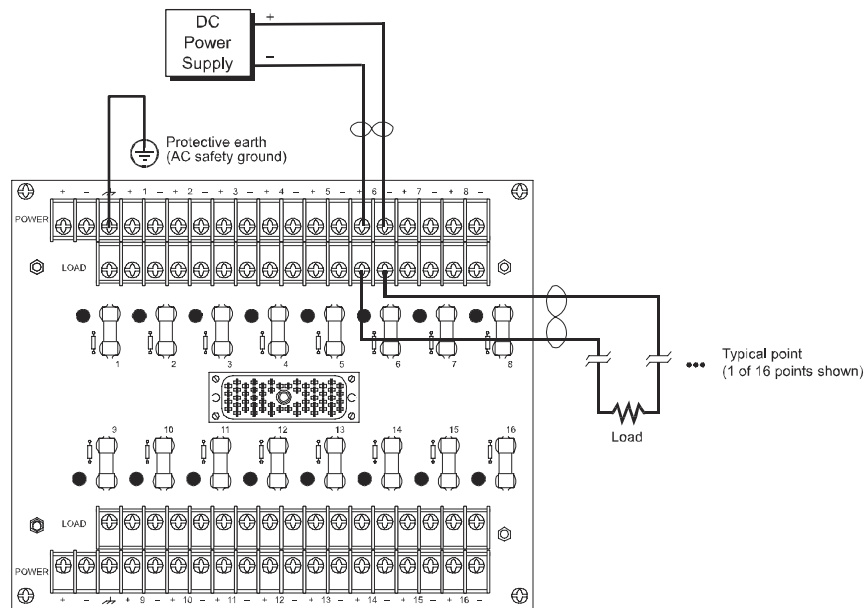 DC
Power
Supply
+
−
Protective earth
(AC safety ground)
+ − + 1 − + 2 − + 3 − + 4 − + 5 − + 6 − + 7 − + 8 −
POWER
LOAD
1 2 3 4 5 6 7 8
Typical point
(1 of 16 points shown)
Load
9 10 11 12 13 14 15 16
LOAD
POWER
+ − + 9 − + 10 − + 11 − + 12 − + 13 − + 14 − + 15 − + 16 −